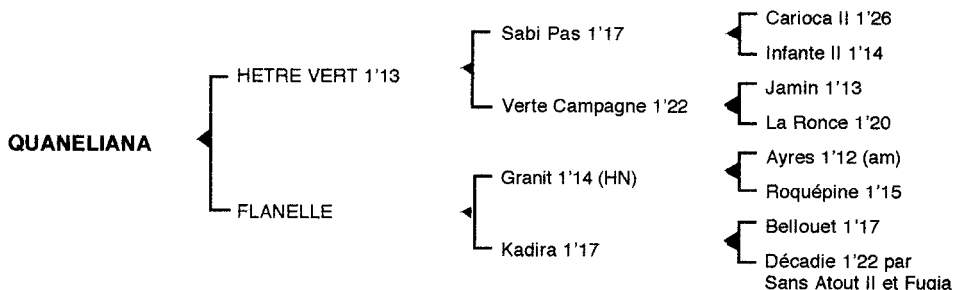 Carioca II 1'26
Sabi Pas 1'17
Infante II 1'14
HETRE VERT 1'13
Jamin 1'13
Verte Campagne 1'22
La Ronce 1'20
QUANELIANA
Ayres 1'12 (am)
Granit 1'14 (HN)
Roquépine 1'15
FLANELLE
Bellouet 1'17
Kadira 1'17
Décadie 1'22 par
Sans Atout II et Fugia